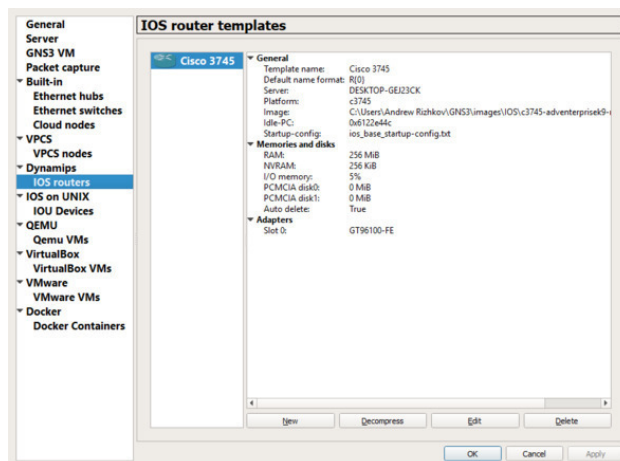 General
Server
GNS3 VM
Packet capture
Built-in
Ethernet hubs
Ethernet switches
Cloud nodes
VPCS
VPCS nodes
Dynamips
IOS routers
IOS on UNIX
IOU Devices
QEMU
Qemu VMs
VirtualBox
VirtualBox VMs
VMware
VMware VMs
Docker
Docker Containers
IOS router templates
Cisco 3745
General
Template name: Cisco 3745
Default name format: R{0}
Server: DESKTOP-GEJ23CK
Platform: c3745
Image: C:\Users\Andrew Rizhkov\GNS3\images\IOS\c3745-adventerprisek9-
Idle-PC: 0x6122e44c
Startup-config: ios_base_startup-config.txt
Memories and disks
RAM: 256 MiB
NVRAM: 256 KiB
I/O memory: 5%
PCMCIA disk0: 0 MiB
PCMCIA disk1: 0 MiB
Auto delete: True
Adapters
Slot 0: GT96100-FE
New Decompress Edit Delete
OK Cancel Apply